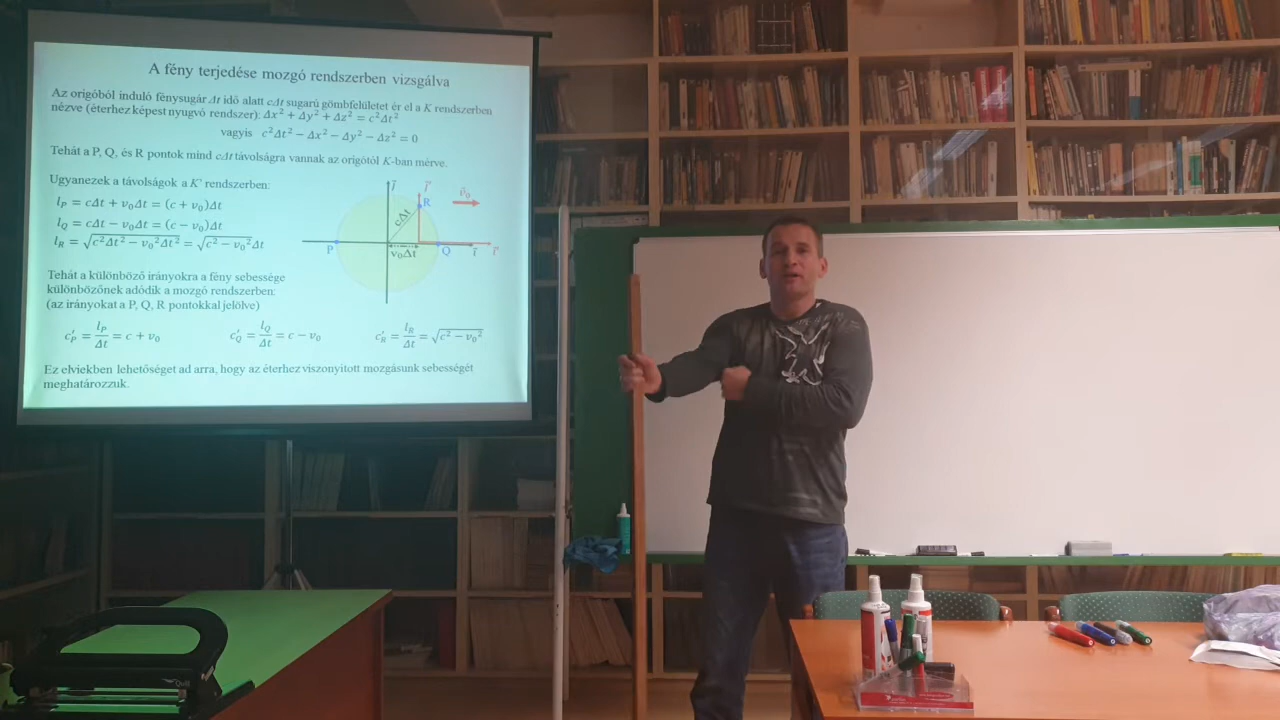 A fény terjedése mozgó rendszerben vizsgálva
Az origóból induló fénysugár Δt idő alatt cΔt sugarú gömbfelületet ér el a K rendszerben
nézve (éterhez képest nyugvó rendszer): Δx² + Δy² + Δz² = c²Δt²
vagyis c²Δt² − Δx² − Δy² − Δz² = 0
Tehát a P, Q, és R pontok mind cΔt távolságra vannak az origótól K-ban mérve.
Ugyanezek a távolságok a K' rendszerben:
l_P = cΔt + v₀Δt = (c + v₀)Δt
l_Q = cΔt − v₀Δt = (c − v₀)Δt
l_R = √(c²Δt² − v₀²Δt²) = √(c² − v₀²)Δt
j⃗ j⃗' v⃗₀
R
cΔt
P v₀Δt Q i⃗ i⃗'
Tehát a különböző irányokra a fény sebessége
különbözőnek adódik a mozgó rendszerben:
(az irányokat a P, Q, R pontokkal jelölve)
c'_P = l_P/Δt = c + v₀ c'_Q = l_Q/Δt = c − v₀ c'_R = l_R/Δt = √(c² − v₀²)
Ez elviekben lehetőséget ad arra, hogy az éterhez viszonyított mozgásunk sebességét
meghatározzuk.